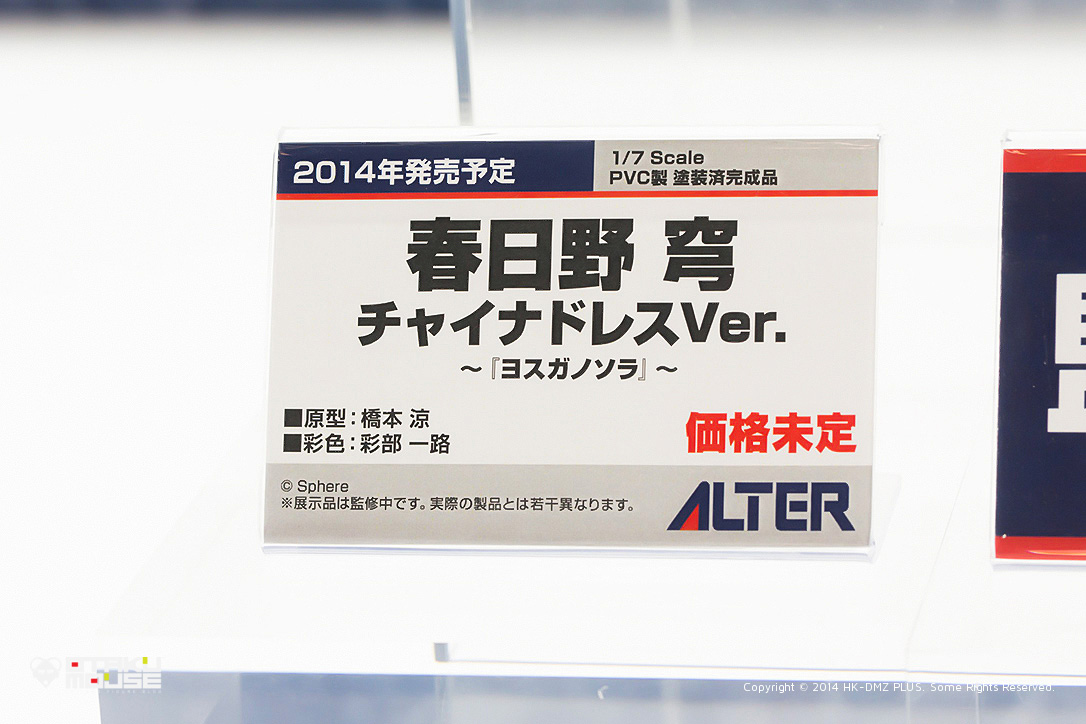 2014年発売予定
1/7 Scale
PVC製 塗装済完成品
春日野 穹
チャイナドレスVer.
～『ヨスガノソラ』～
■原型：橋本 涼
■彩色：彩部 一路
価格未定
© Sphere
※展示品は監修中です。実際の製品とは若干異なります。
ALTER
OTAKU
MOUSE
Copyright © 2014 HK-DMZ PLUS. Some Rights Reserved.